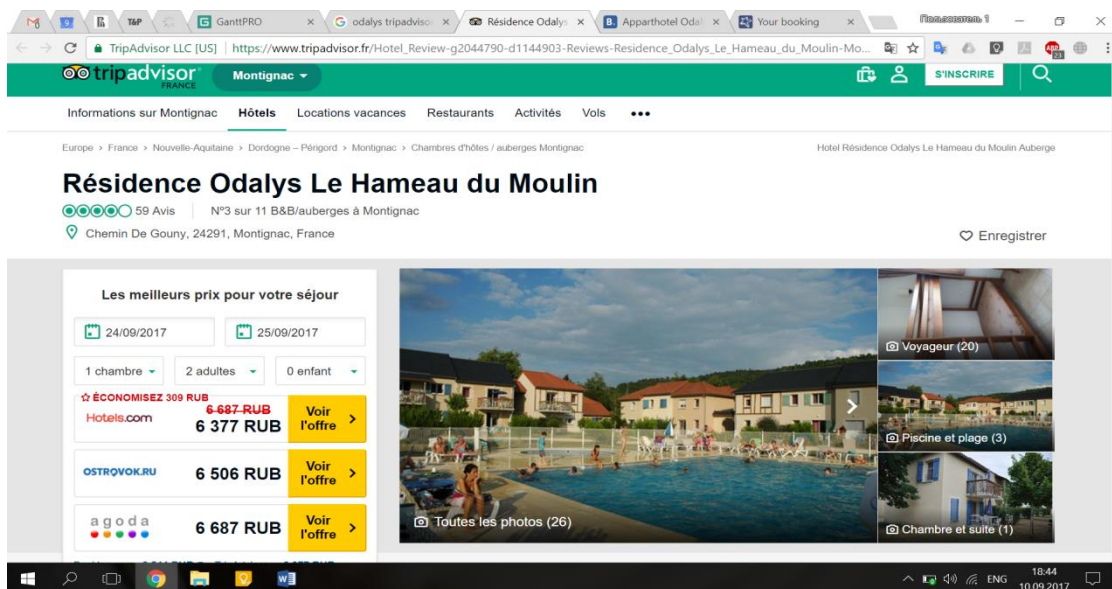 T&P
GanttPRO
odalys tripadvisor
Résidence Odalys
Apparthotel Odal
Your booking
Пользователь 1
TripAdvisor LLC [US] | https://www.tripadvisor.fr/Hotel_Review-g2044790-d1144903-Reviews-Residence_Odalys_Le_Hameau_du_Moulin-Mo...
tripadvisor®
FRANCE
Montignac
S'INSCRIRE
Informations sur Montignac Hôtels Locations vacances Restaurants Activités Vols •••
Europe > France > Nouvelle-Aquitaine > Dordogne – Périgord > Montignac > Chambres d'hôtes / auberges Montignac
Hotel Résidence Odalys Le Hameau du Moulin Auberge
Résidence Odalys Le Hameau du Moulin
59 Avis N°3 sur 11 B&B/auberges à Montignac
Chemin De Gouny, 24291, Montignac, France
Enregistrer
Les meilleurs prix pour votre séjour
24/09/2017 25/09/2017
1 chambre 2 adultes 0 enfant
ÉCONOMISEZ 309 RUB
Hotels.com 6 687 RUB
6 377 RUB
Voir
l'offre
OSTROVOK.RU 6 506 RUB
Voir
l'offre
agoda 6 687 RUB
Voir
l'offre
Toutes les photos (26)
Voyageur (20)
Piscine et plage (3)
Chambre et suite (1)
ENG
18:44
10.09.2017